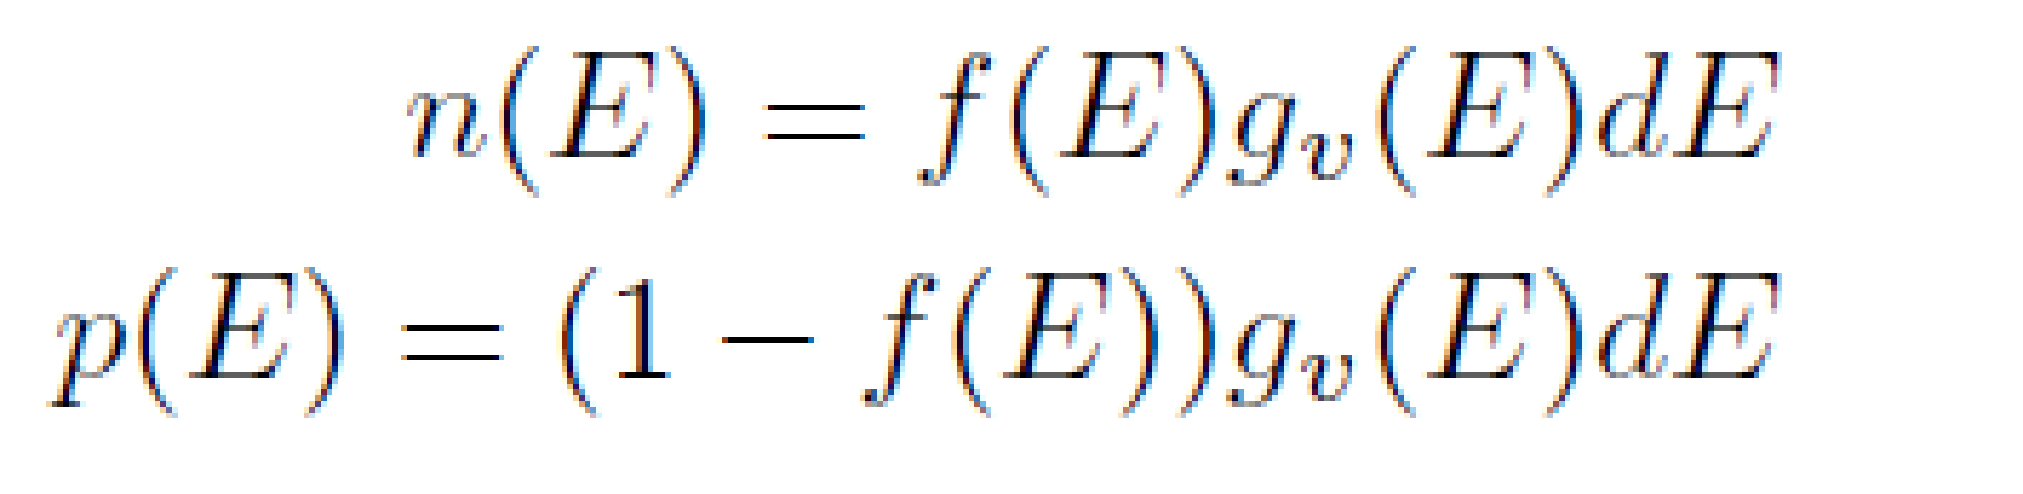 n(E) = f(E)g_v(E)dE
p(E) = (1 − f(E))g_v(E)dE